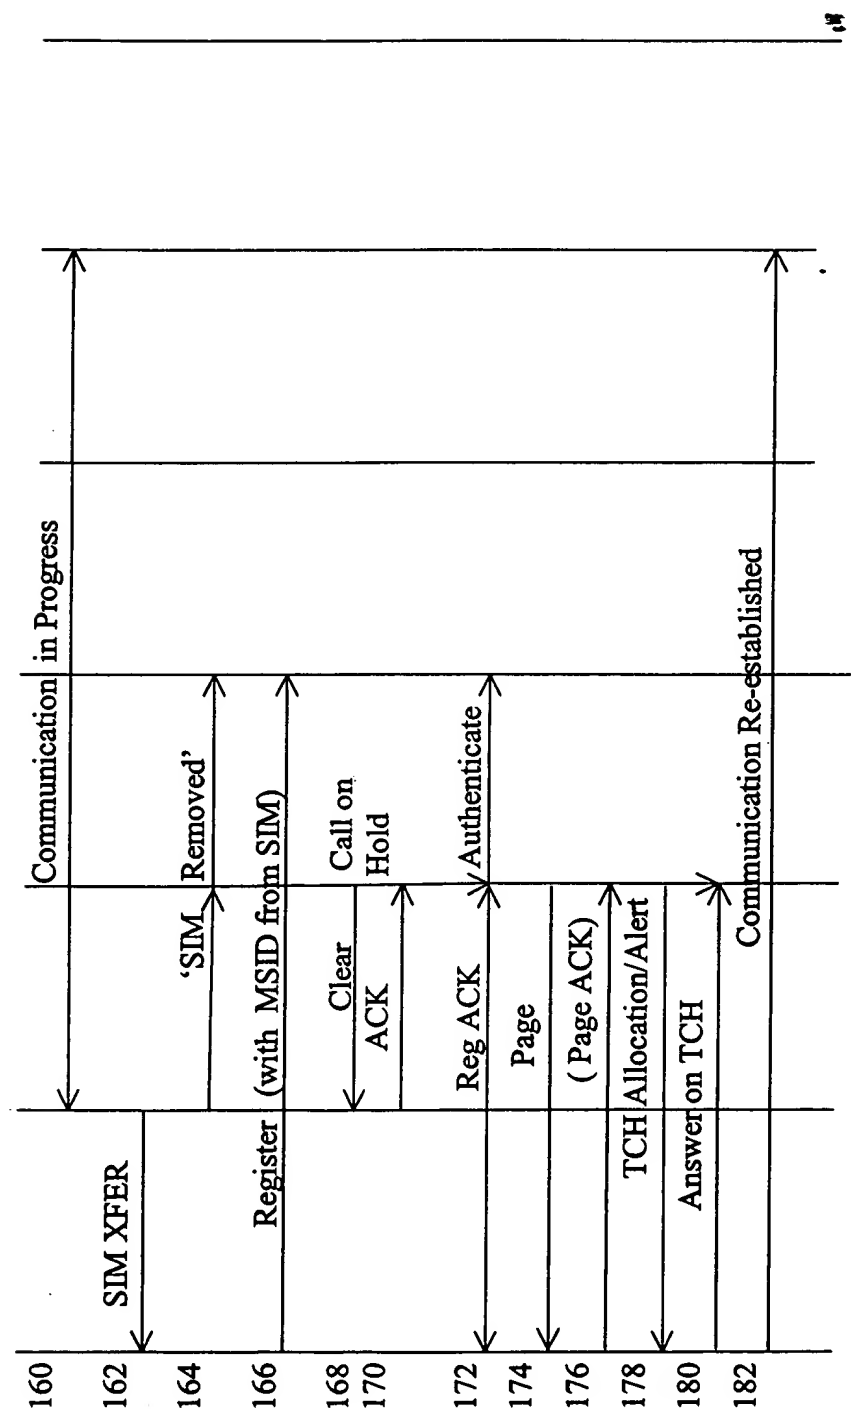 160
Communication in Progress
162
SIM XFER
164
‘SIM Removed’
166
Register (with MSID from SIM)
168
Clear
Call on
Hold
170
ACK
172
Reg ACK
Authenticate
174
Page
176
( Page ACK)
178
TCH Allocation/Alert
180
Answer on TCH
182
Communication Re-established